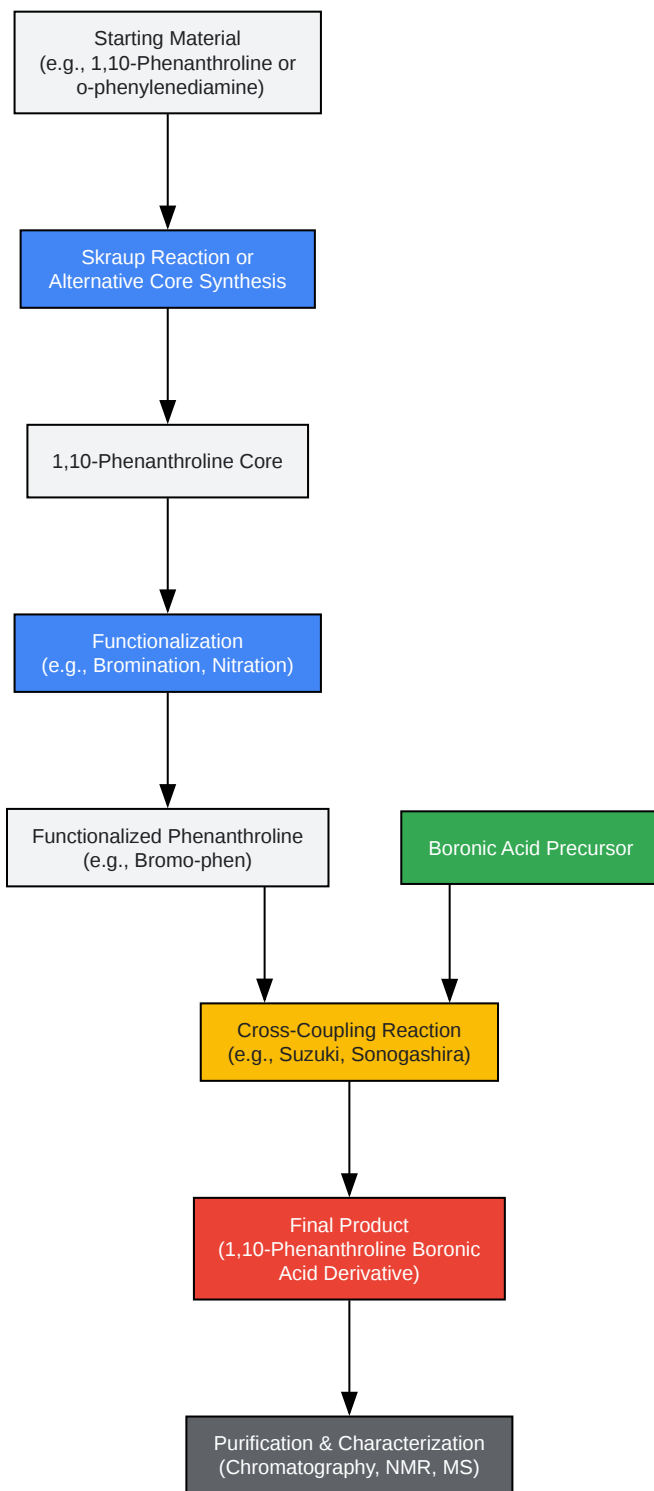 Starting Material
(e.g., 1,10-Phenanthroline or
o-phenylenediamine)
Skraup Reaction or
Alternative Core Synthesis
1,10-Phenanthroline Core
Functionalization
(e.g., Bromination, Nitration)
Functionalized Phenanthroline
(e.g., Bromo-phen)
Boronic Acid Precursor
Cross-Coupling Reaction
(e.g., Suzuki, Sonogashira)
Final Product
(1,10-Phenanthroline Boronic
Acid Derivative)
Purification & Characterization
(Chromatography, NMR, MS)